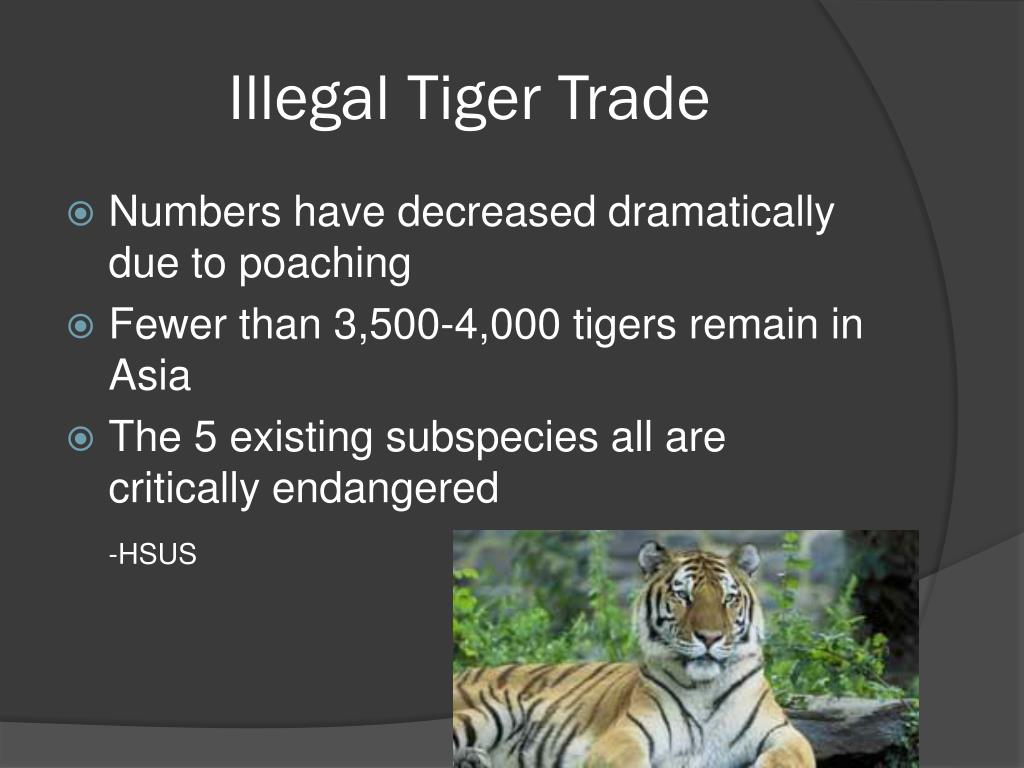 Illegal Tiger Trade
Numbers have decreased dramatically
due to poaching
Fewer than 3,500-4,000 tigers remain in
Asia
The 5 existing subspecies all are
critically endangered
-HSUS